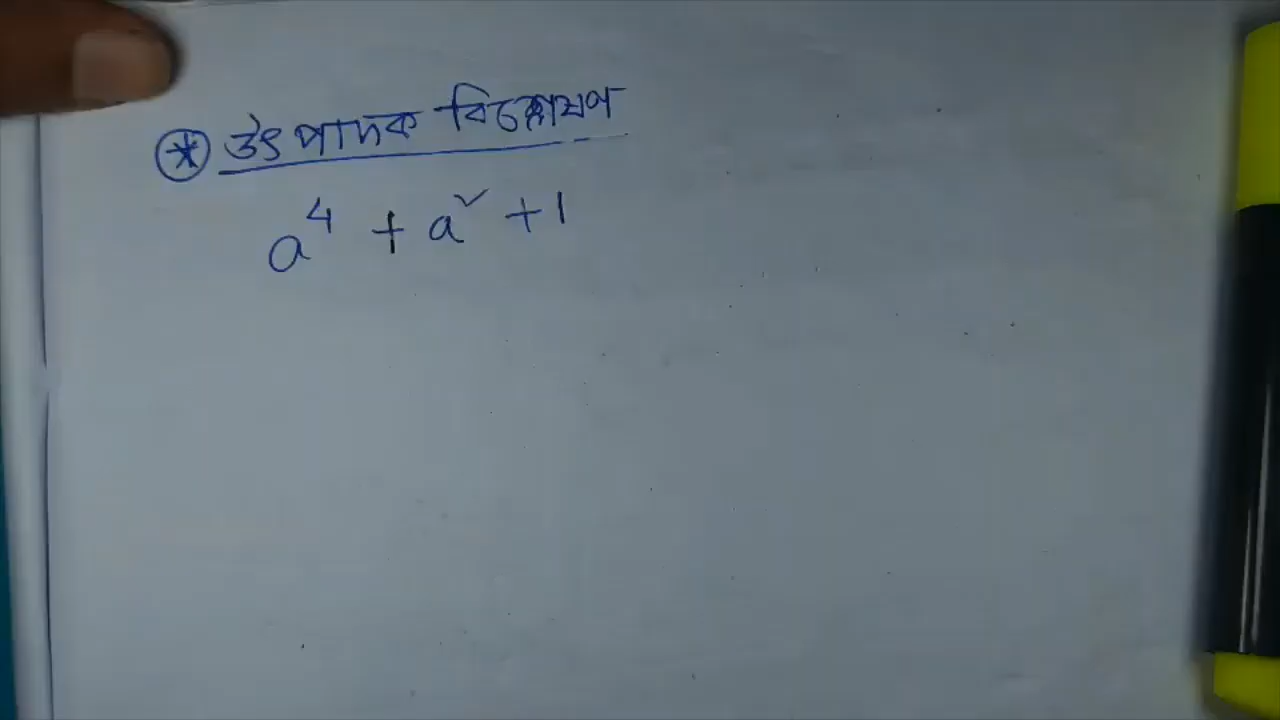 * উৎপাদক বিশ্লেষণ
a⁴ + a² + 1